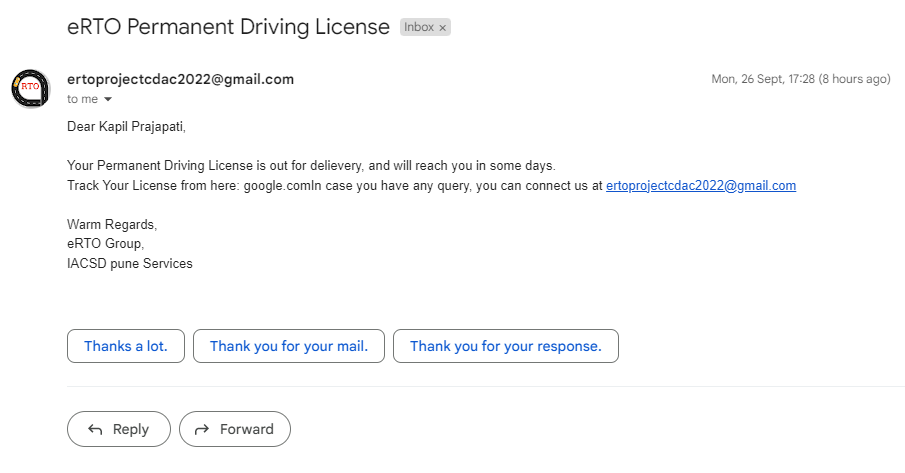 eRTO Permanent Driving License Inbox ×
RTO
ertoprojectcdac2022@gmail.com Mon, 26 Sept, 17:28 (8 hours ago)
to me
Dear Kapil Prajapati,
Your Permanent Driving License is out for delievery, and will reach you in some days.
Track Your License from here: google.comIn case you have any query, you can connect us at ertoprojectcdac2022@gmail.com
Warm Regards,
eRTO Group,
IACSD pune Services
Thanks a lot. Thank you for your mail. Thank you for your response.
Reply Forward